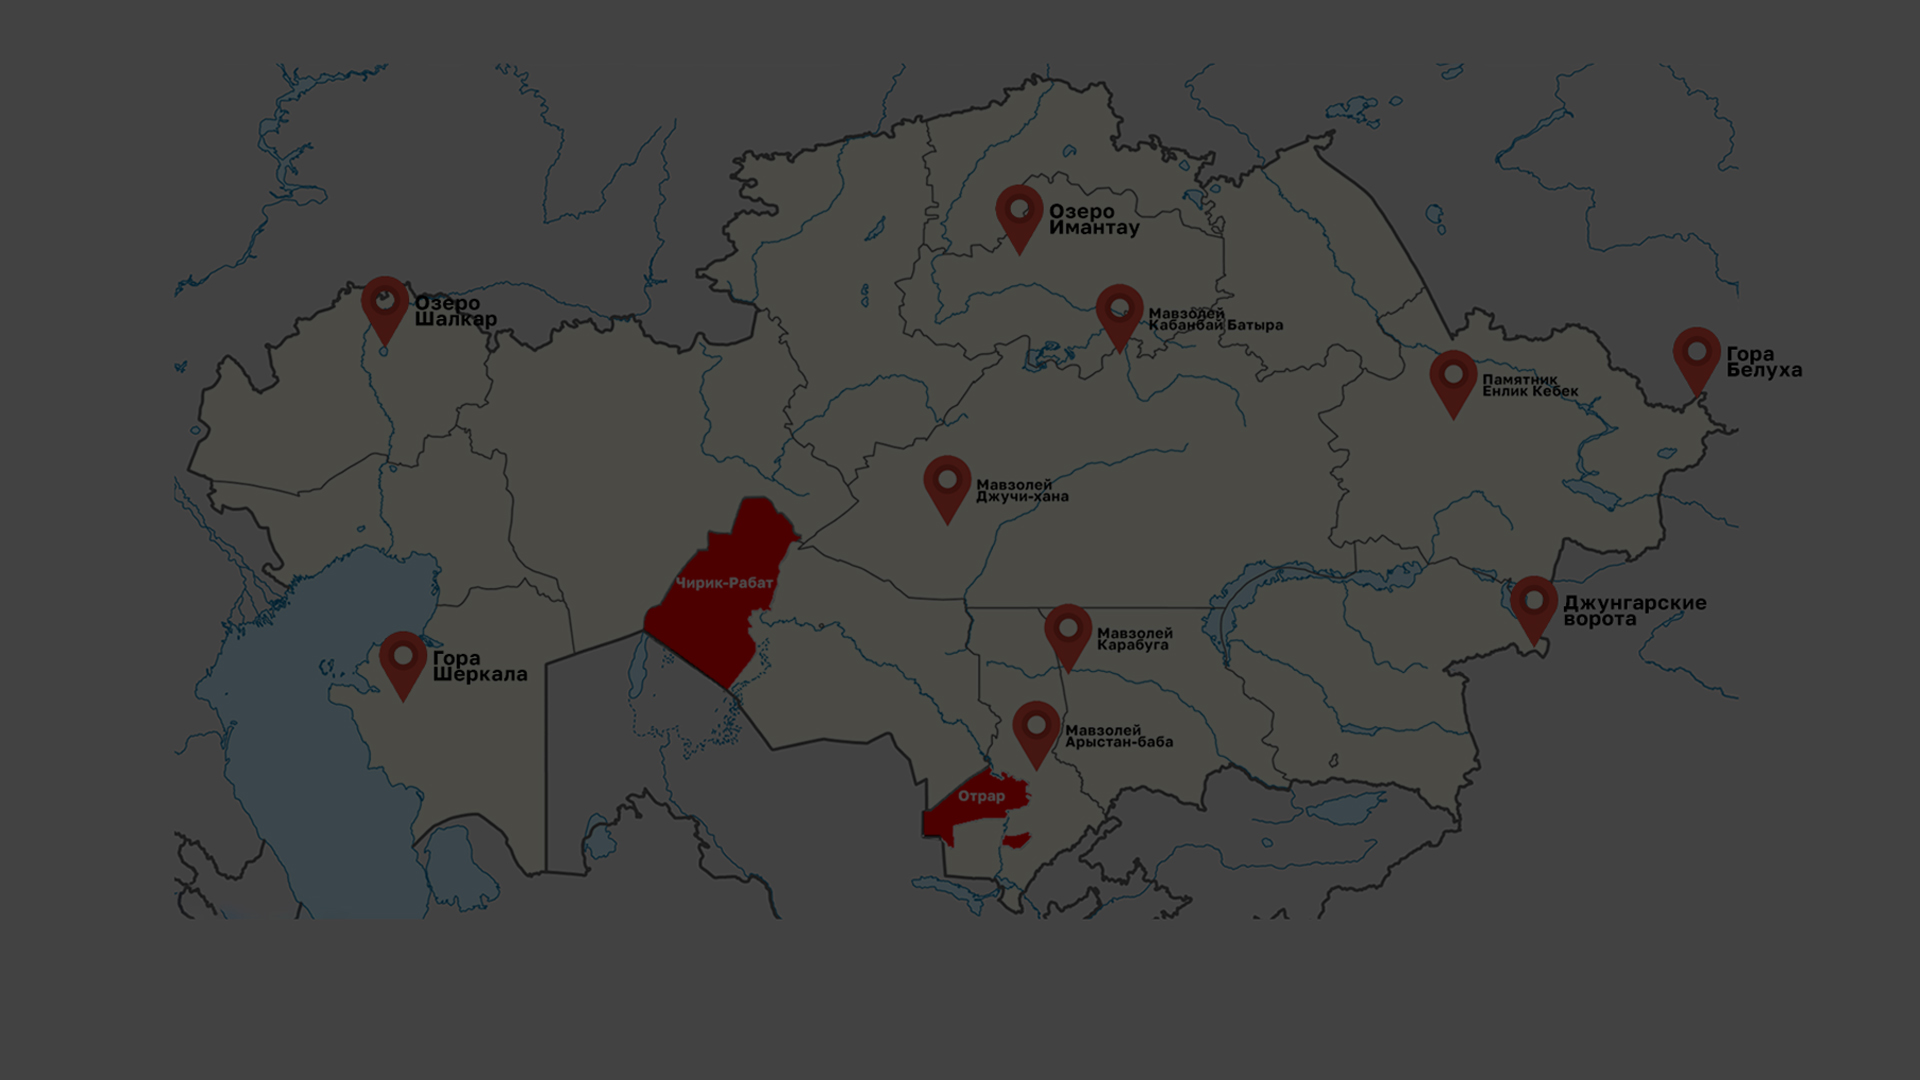 Озеро
Имантау
Озеро
Шалкар
Мавзолей
Кабанбай Батыра
Гора
Белуха
Памятник
Енлик Кебек
Мавзолей
Джучи-хана
Чирик-Рабат
Джунгарские
ворота
Мавзолей
Карабуга
Гора
Шеркала
Мавзолей
Арыстан-баба
Отрар